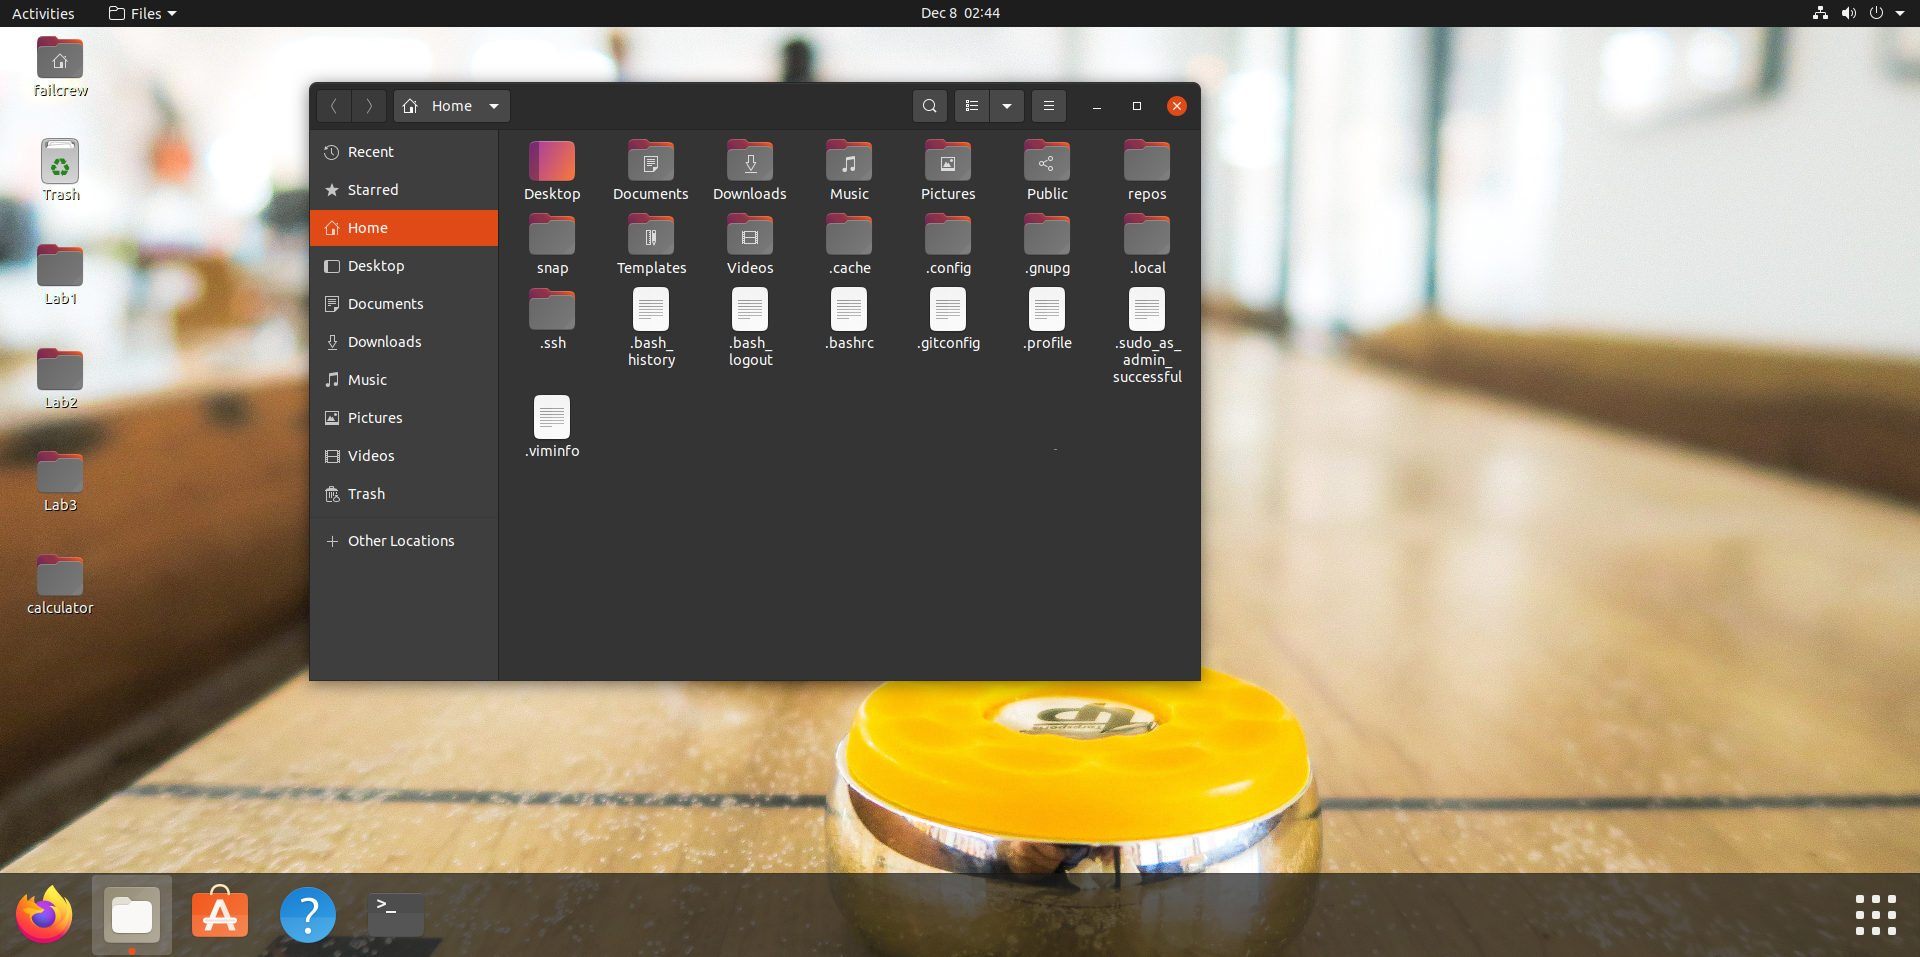 Activities
Files
Dec 8 02:44
failcrew
Trash
Lab1
Lab2
Lab3
calculator
Home
Recent
Starred
Home
Desktop
Documents
Downloads
Music
Pictures
Videos
Trash
Other Locations
Desktop
Documents
Downloads
Music
Pictures
Public
repos
snap
Templates
Videos
.cache
.config
.gnupg
.local
.ssh
.bash_
history
.bash_
logout
.bashrc
.gitconfig
.profile
.sudo_as_
admin_
successful
.viminfo